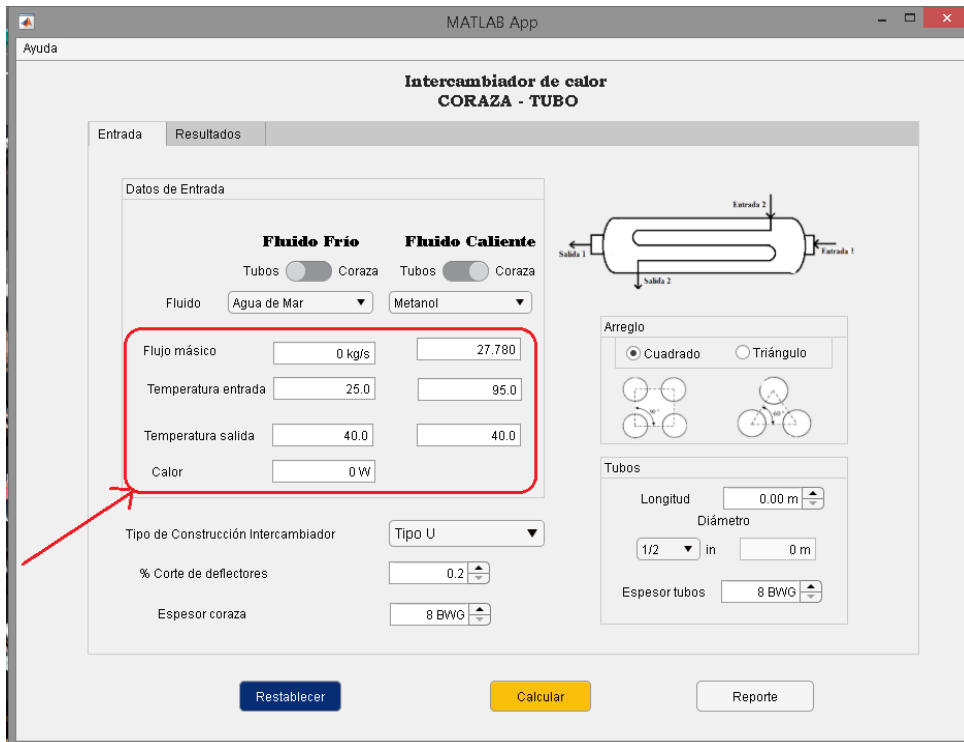 MATLAB App
Ayuda
Intercambiador de calor
CORAZA - TUBO
Entrada Resultados
Datos de Entrada
Fluido Frío Fluido Caliente
Tubos Coraza Tubos Coraza
Fluido Agua de Mar Metanol
Flujo másico 0 kg/s 27.780
Temperatura entrada 25.0 95.0
Temperatura salida 40.0 40.0
Calor 0 W
Tipo de Construcción Intercambiador Tipo U
% Corte de deflectores 0.2
Espesor coraza 8 BWG
Entrada 2
Salida 1 Entrada 1
Salida 2
Arreglo
Cuadrado Triángulo
90° 60°
Tubos
Longitud 0.00 m
Diámetro
1/2 in 0 m
Espesor tubos 8 BWG
Restablecer Calcular Reporte